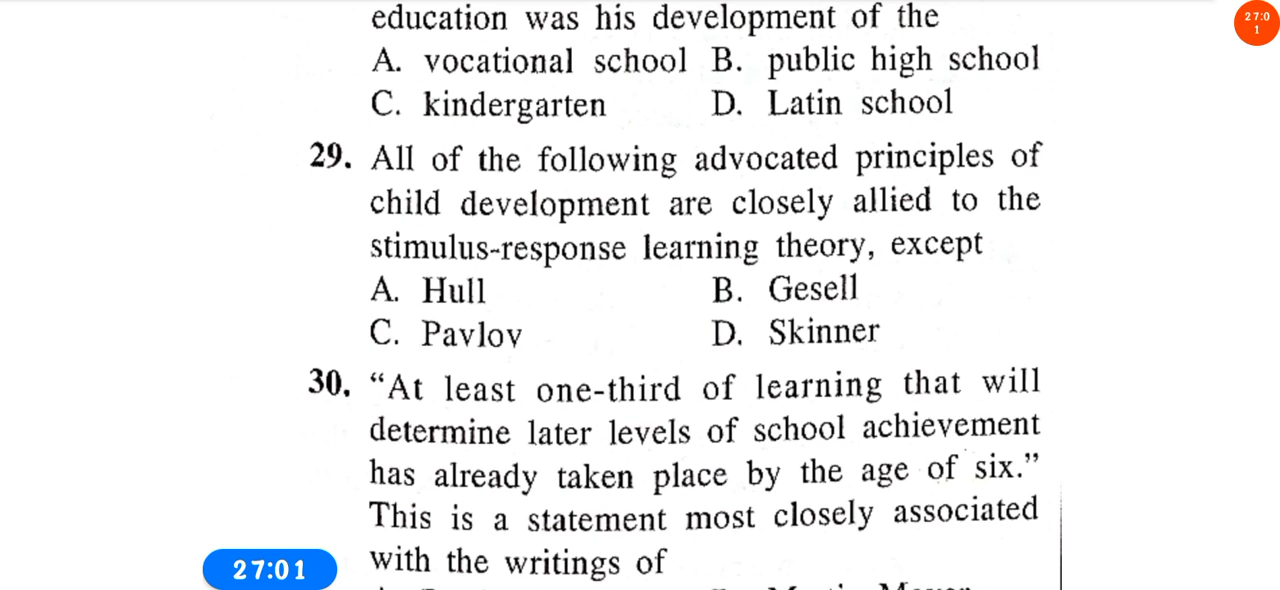 education was his development of the
27:0
1
A. vocational school B. public high school
C. kindergarten D. Latin school
29. All of the following advocated principles of
child development are closely allied to the
stimulus-response learning theory, except
A. Hull B. Gesell
C. Pavlov D. Skinner
30. “At least one-third of learning that will
determine later levels of school achievement
has already taken place by the age of six.”
This is a statement most closely associated
with the writings of
27:01